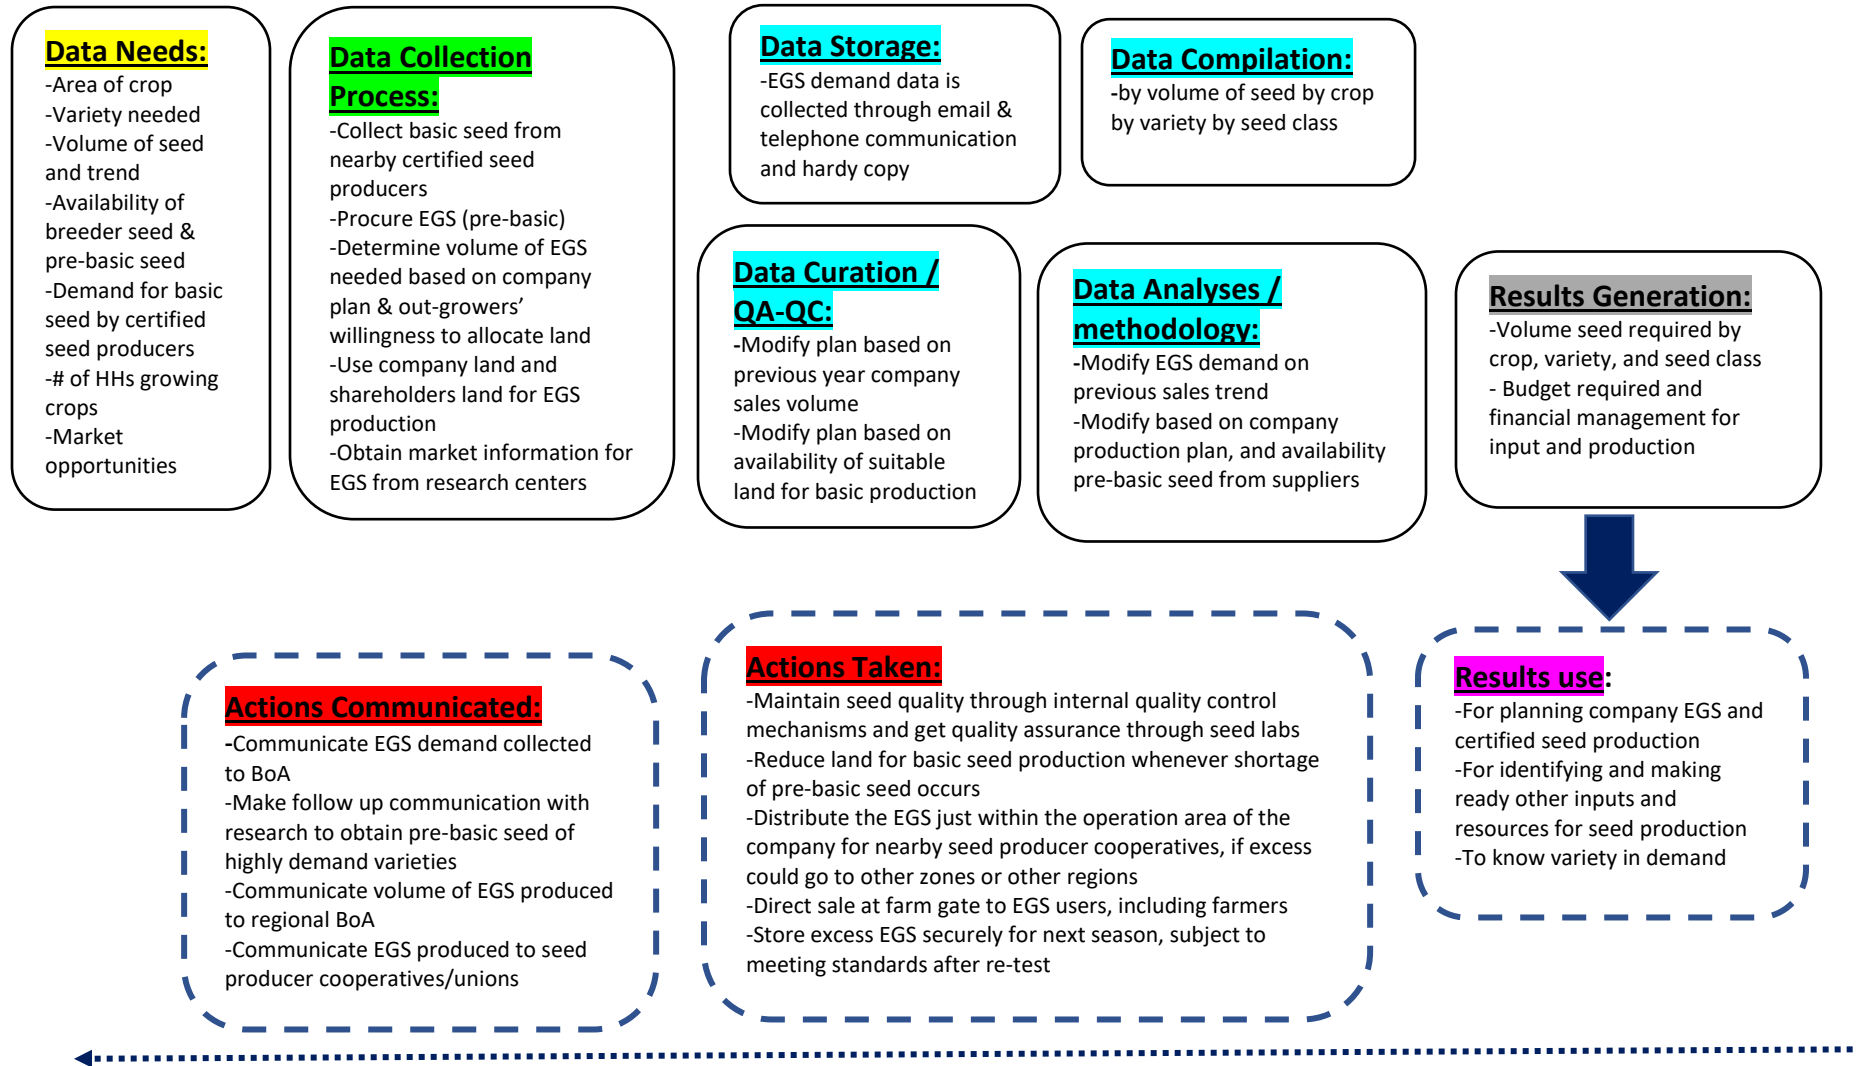 Data Needs:
-Area of crop
-Variety needed
-Volume of seed
and trend
-Availability of
breeder seed &
pre-basic seed
-Demand for basic
seed by certified
seed producers
-# of HHs growing
crops
-Market
opportunities
Data Collection
Process:
-Collect basic seed from
nearby certified seed
producers
-Procure EGS (pre-basic)
-Determine volume of EGS
needed based on company
plan & out-growers’
willingness to allocate land
-Use company land and
shareholders land for EGS
production
-Obtain market information for
EGS from research centers
Data Storage:
-EGS demand data is
collected through email &
telephone communication
and hardy copy
Data Compilation:
-by volume of seed by crop
by variety by seed class
Data Curation /
QA-QC:
-Modify plan based on
previous year company
sales volume
-Modify plan based on
availability of suitable
land for basic production
Data Analyses /
methodology:
-Modify EGS demand on
previous sales trend
-Modify based on company
production plan, and availability
pre-basic seed from suppliers
Results Generation:
-Volume seed required by
crop, variety, and seed class
- Budget required and
financial management for
input and production
Actions Communicated:
-Communicate EGS demand collected
to BoA
-Make follow up communication with
research to obtain pre-basic seed of
highly demand varieties
-Communicate volume of EGS produced
to regional BoA
-Communicate EGS produced to seed
producer cooperatives/unions
Actions Taken:
-Maintain seed quality through internal quality control
mechanisms and get quality assurance through seed labs
-Reduce land for basic seed production whenever shortage
of pre-basic seed occurs
-Distribute the EGS just within the operation area of the
company for nearby seed producer cooperatives, if excess
could go to other zones or other regions
-Direct sale at farm gate to EGS users, including farmers
-Store excess EGS securely for next season, subject to
meeting standards after re-test
Results use:
-For planning company EGS and
certified seed production
-For identifying and making
ready other inputs and
resources for seed production
-To know variety in demand